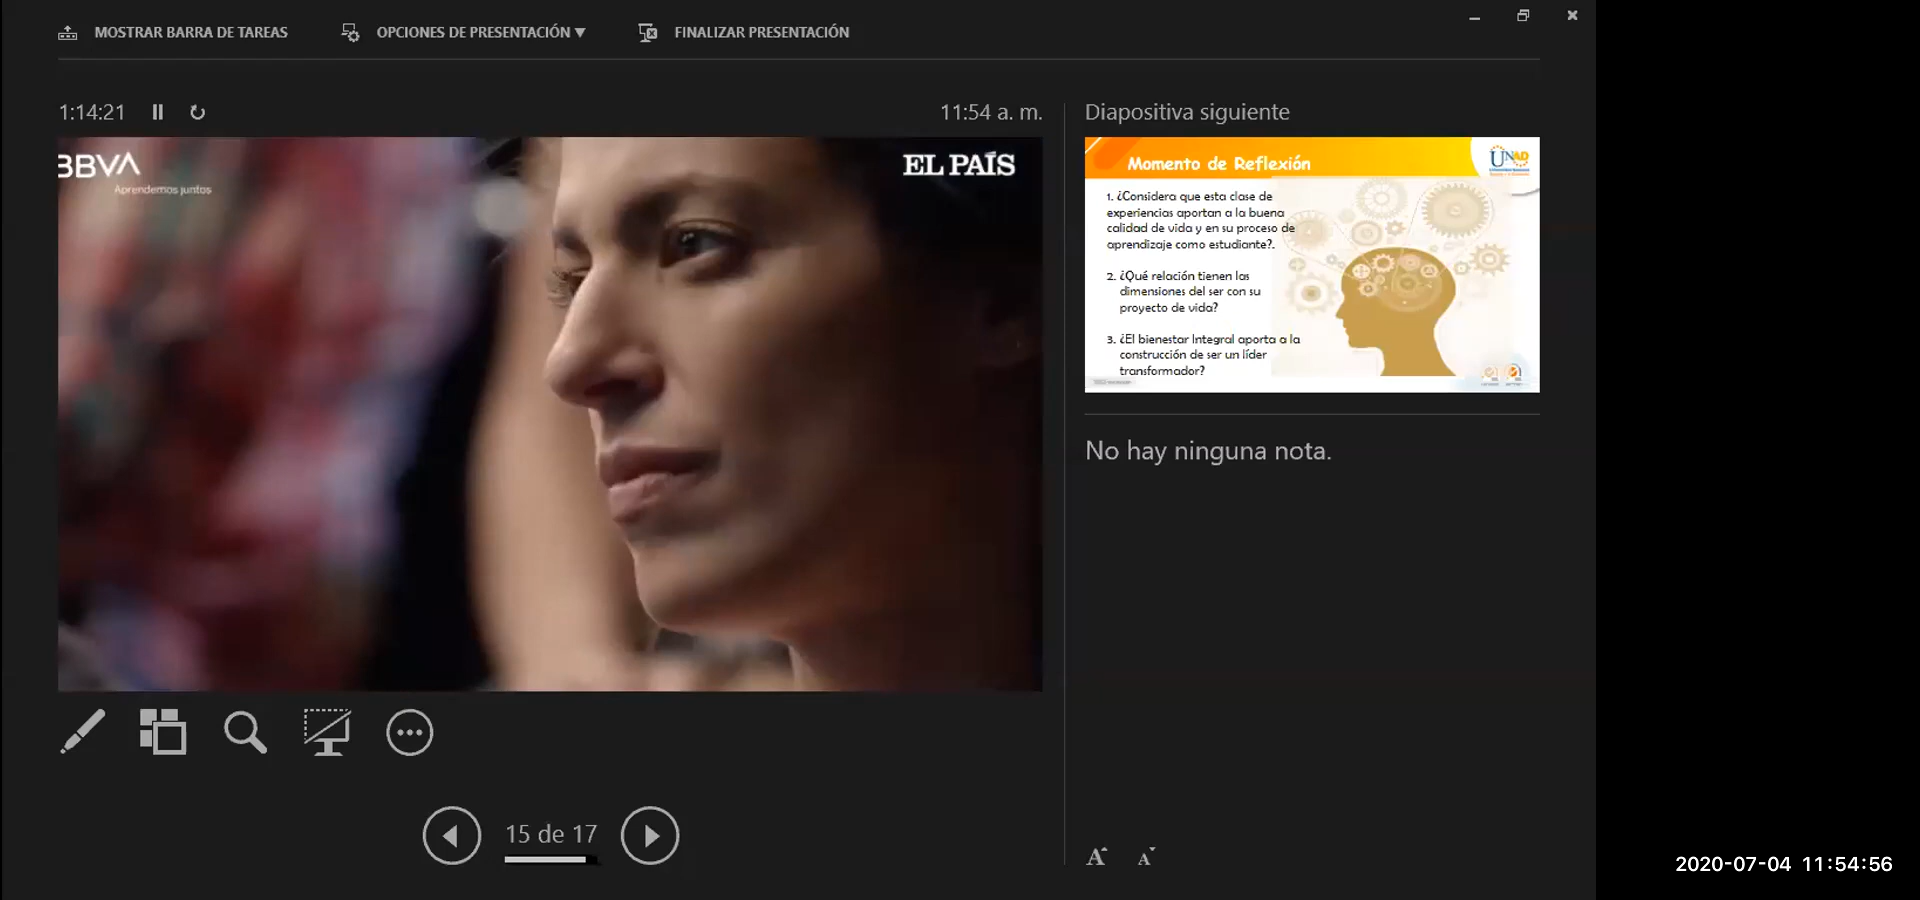 MOSTRAR BARRA DE TAREAS
OPCIONES DE PRESENTACIÓN ▼
FINALIZAR PRESENTACIÓN
1:14:21
11:54 a. m.
BBVA
Aprendemos juntos
EL PAÍS
Diapositiva siguiente
Momento de Reflexión
UNAD
1. ¿Considera que esta clase de
experiencias aportan a la buena
calidad de vida y en su proceso de
aprendizaje como estudiante?.
2. ¿Qué relación tienen las
dimensiones del ser con su
proyecto de vida?
3. ¿El bienestar Integral aporta a la
construcción de ser un líder
transformador?
No hay ninguna nota.
15 de 17
A A
2020-07-04 11:54:56